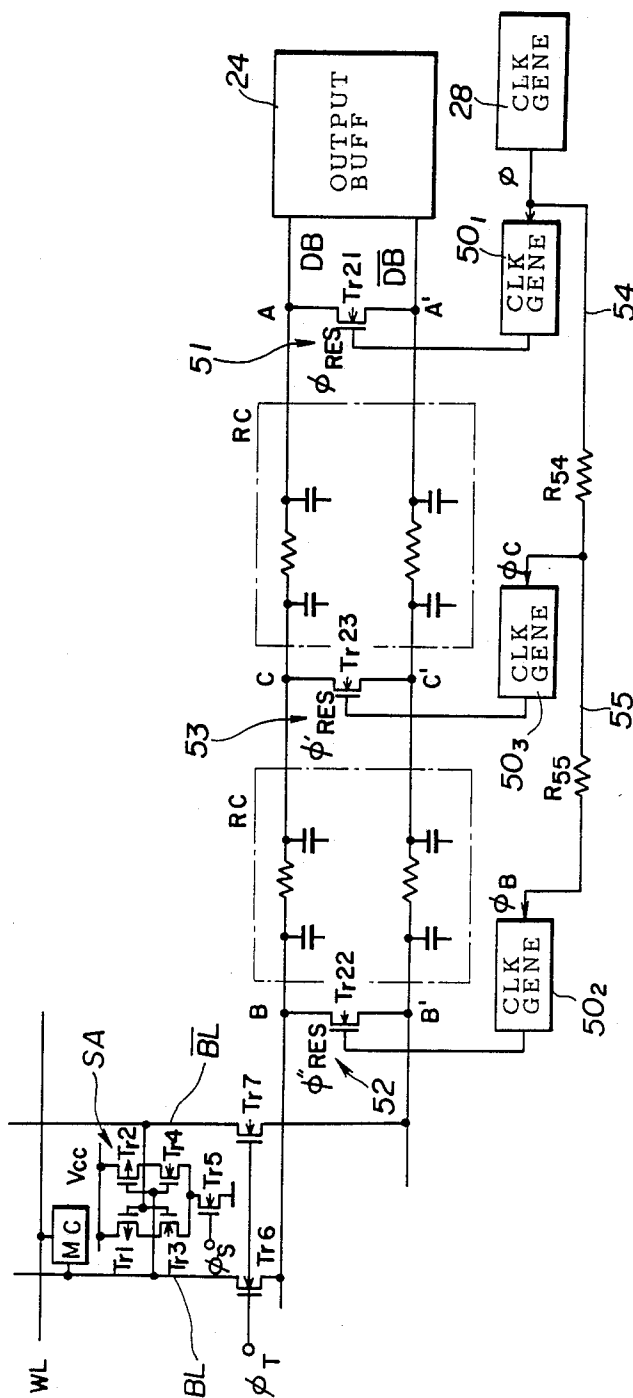 WL
MC
Vcc
SA
Tr1
Tr2
Tr3
Tr4
Tr5
φS
BL
B̅L̅
Tr6
Tr7
φT
B
Tr22
φ"RES
B'
52
RC
C
Tr23
φ'RES
C'
53
RC
A
Tr21
φRES
A'
51
DB
D̅B̅
OUTPUT
BUFF
24
CLK
GENE
50₂
φB
R55
55
CLK
GENE
50₃
φC
R54
54
CLK
GENE
50₁
φ
CLK
GENE
28